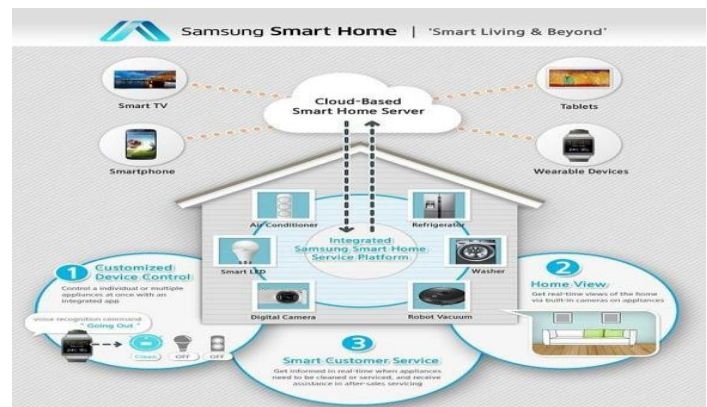 Samsung Smart Home | 'Smart Living & Beyond'
Smart TV
Cloud-Based
Smart Home Server
Tablets
Smartphone
Wearable Devices
Air Conditioner
Refrigerator
Integrated
Samsung Smart Home
Service Platform
Smart LED
Washer
Digital Camera
Robot Vacuum
1
Customized
Device Control
Control a individual or multiple
appliances at once with an
integrated app
voice recognition command
" Going Out "
Clean
OFF
OFF
2
Home View
Get real-time views of the home
via built-in cameras on appliances
3
Smart Customer Service
Get informed in real-time when appliances
need to be cleaned or serviced, and receive
assistance in after-sales servicing